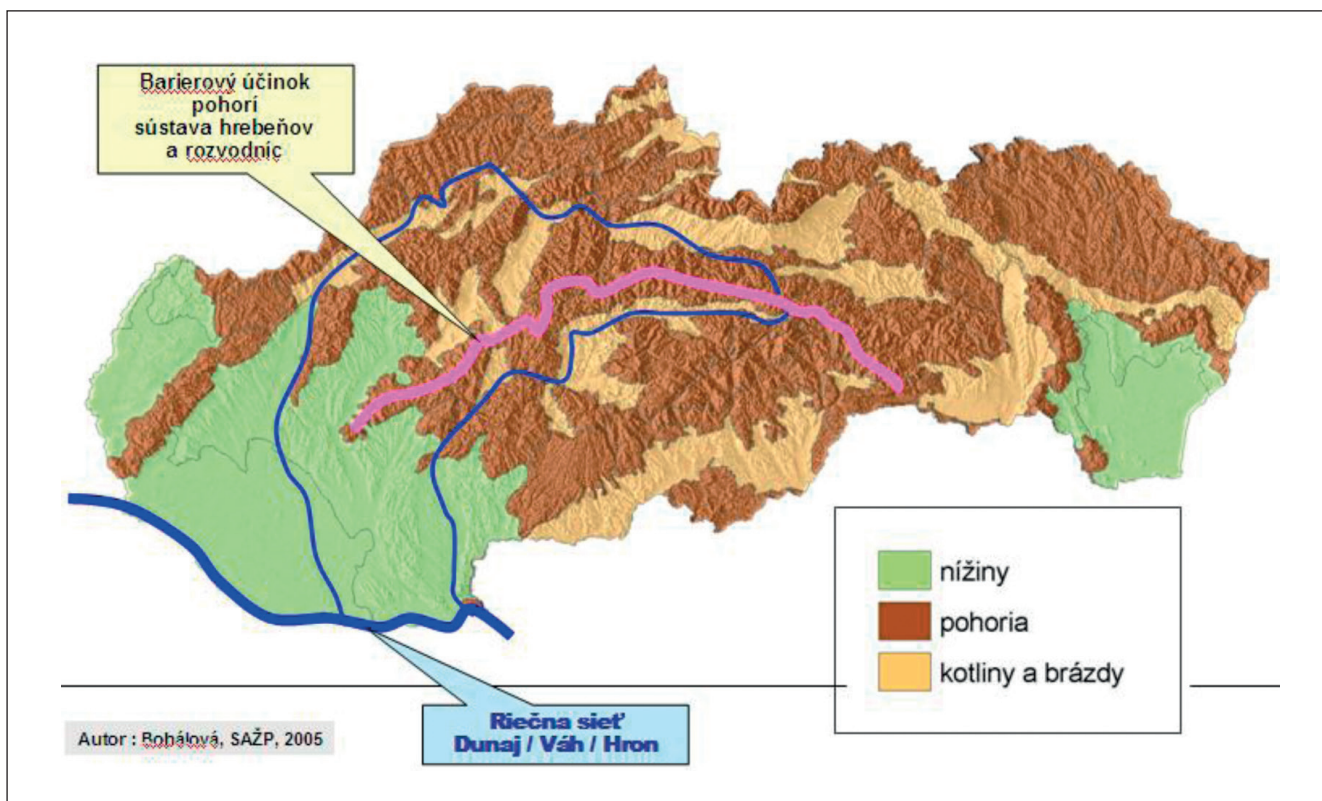 Barierový účinok
pohorí
sústava hrebeňov
a rozvodníc
nížiny
pohoria
kotliny a brázdy
Riečna sieť
Dunaj / Váh / Hron
Autor : Bohálová, SAŽP, 2005